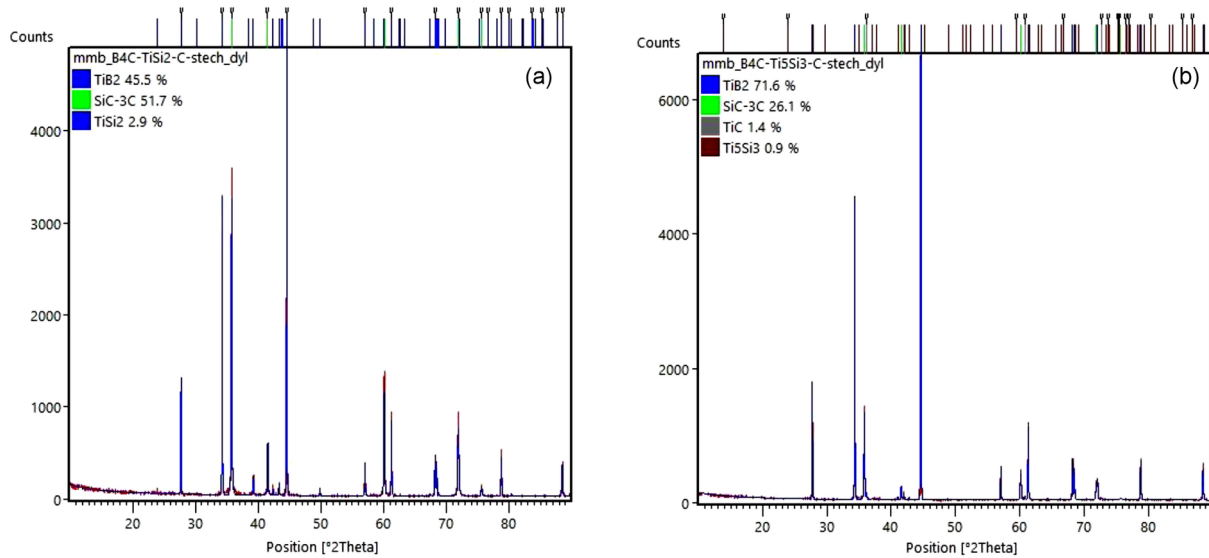 Counts
mmb_B4C-TiSi2-C-stech_dyl
(a)
TiB2 45.5 %
SiC-3C 51.7 %
TiSi2 2.9 %
4000
3000
2000
1000
0
20 30 40 50 60 70 80
Position [°2Theta]
Counts
mmb_B4C-Ti5Si3-C-stech_dyl
(b)
TiB2 71.6 %
SiC-3C 26.1 %
TiC 1.4 %
Ti5Si3 0.9 %
6000
4000
2000
0
20 30 40 50 60 70 80
Position [°2Theta]